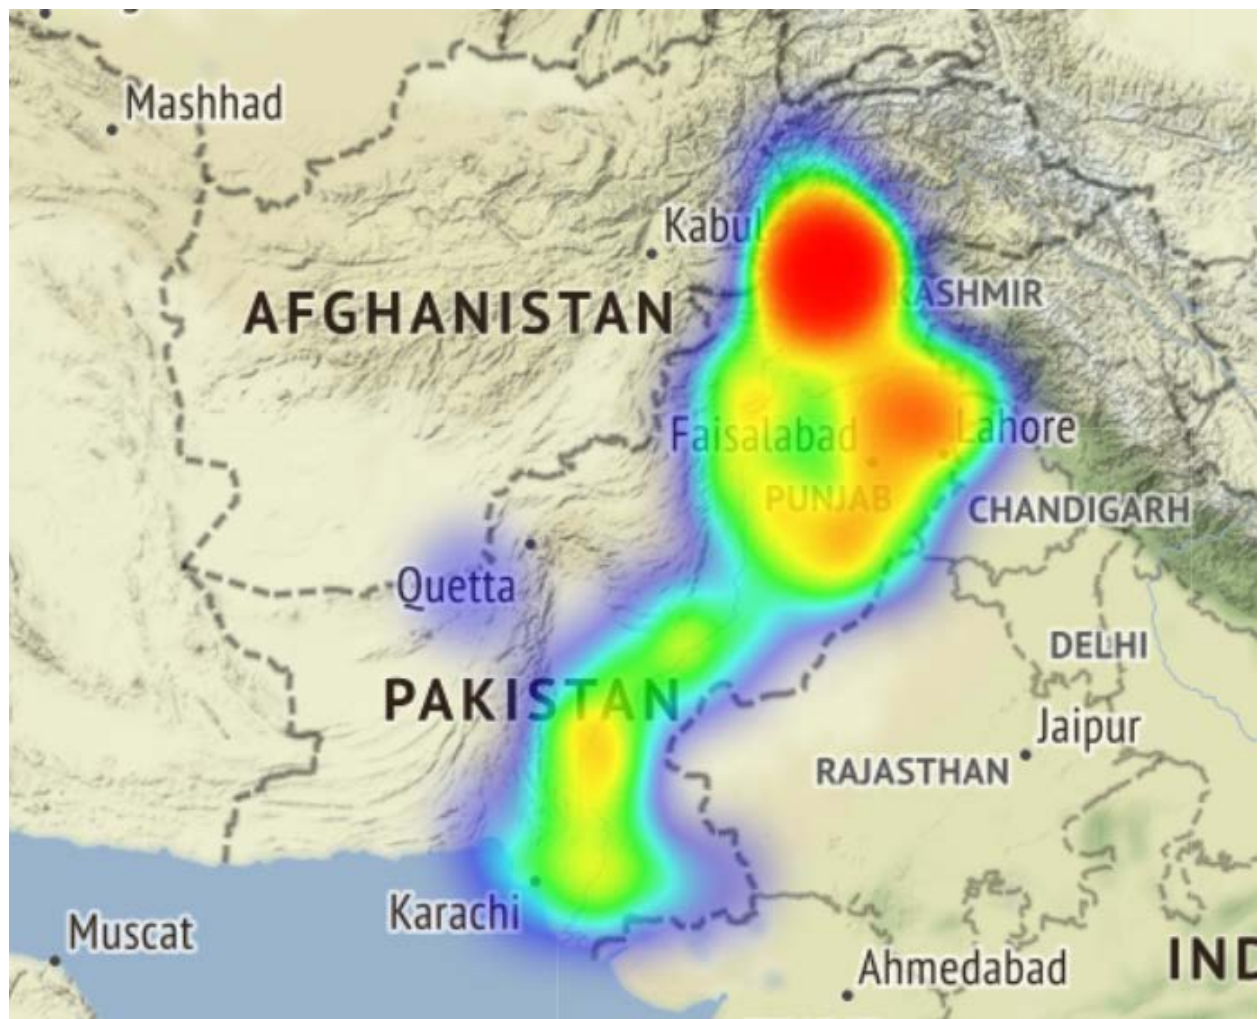 Mashhad
Kabul
AFGHANISTAN
KASHMIR
Faisalabad
Lahore
PUNJAB
CHANDIGARH
Quetta
DELHI
PAKISTAN
Jaipur
RAJASTHAN
Karachi
Muscat
Ahmedabad
IND